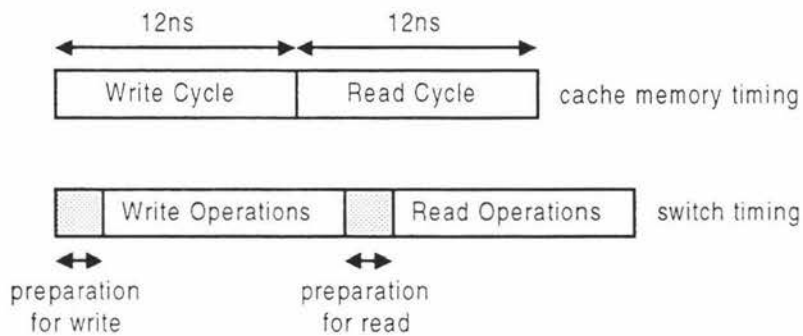 12ns 12ns
Write Cycle Read Cycle cache memory timing
Write Operations Read Operations switch timing
preparation preparation
for write for read